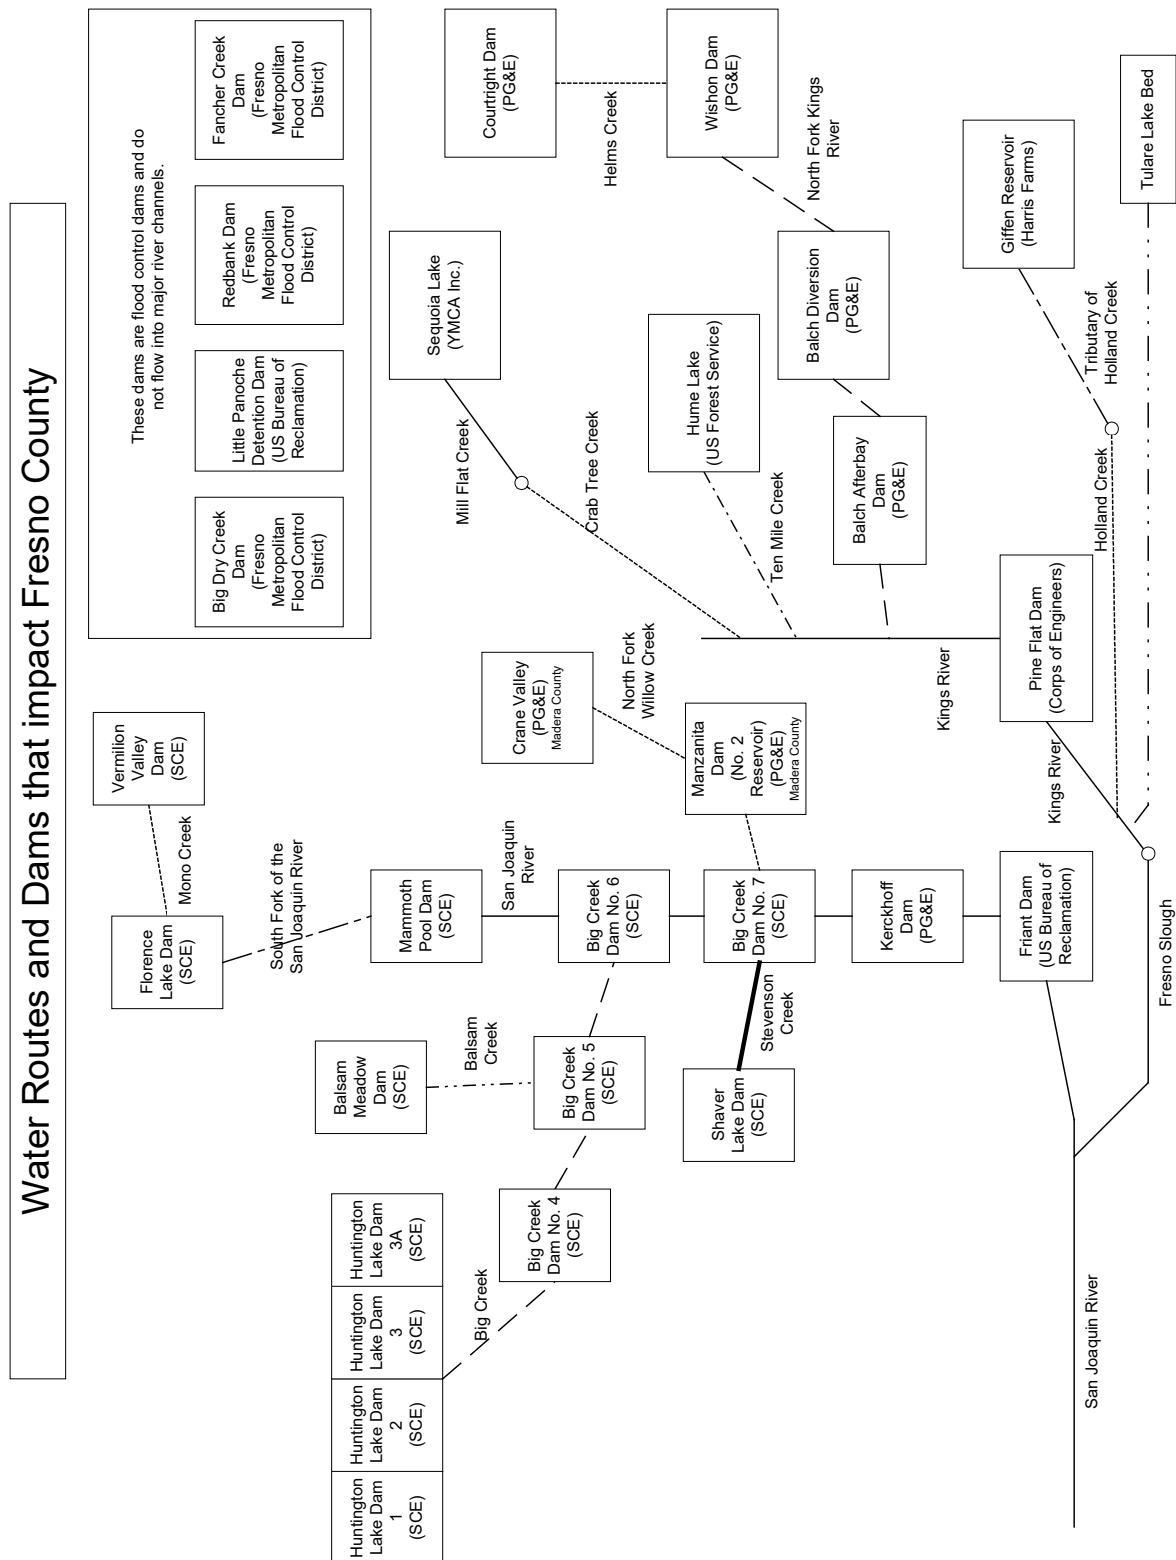 Water Routes and Dams that impact Fresno County
These dams are flood control dams and do
not flow into major river channels.
Big Dry Creek
Dam
(Fresno
Metropolitan
Flood Control
District)
Little Panoche
Detention Dam
(US Bureau of
Reclamation)
Redbank Dam
(Fresno
Metropolitan
Flood Control
District)
Fancher Creek
Dam
(Fresno
Metropolitan
Flood Control
District)
Florence
Lake Dam
(SCE)
Mono Creek
Vermilion
Valley
Dam
(SCE)
South Fork of the
San Joaquin River
Huntington
Lake Dam
1
(SCE)
Huntington
Lake Dam
2
(SCE)
Huntington
Lake Dam
3
(SCE)
Huntington
Lake Dam
3A
(SCE)
Balsam
Meadow
Dam
(SCE)
Mammoth
Pool Dam
(SCE)
Sequoia Lake
(YMCA Inc.)
Courtright Dam
(PG&E)
Mill Flat Creek
Big Creek
Balsam
Creek
San Joaquin
River
Crane Valley
(PG&E)
Madera County
Big Creek
Dam No. 4
(SCE)
Big Creek
Dam No. 5
(SCE)
Big Creek
Dam No. 6
(SCE)
Crab Tree Creek
Helms Creek
North Fork
Willow Creek
Hume Lake
(US Forest Service)
Wishon Dam
(PG&E)
Shaver
Lake Dam
(SCE)
Big Creek
Dam No. 7
(SCE)
Manzanita
Dam
(No. 2
Reservoir)
(PG&E)
Madera County
Stevenson
Creek
Ten Mile Creek
Balch Diversion
Dam
(PG&E)
North Fork Kings
River
Kerckhoff
Dam
(PG&E)
Balch Afterbay
Dam
(PG&E)
Kings River
Friant Dam
(US Bureau of
Reclamation)
Pine Flat Dam
(Corps of Engineers)
Giffen Reservoir
(Harris Farms)
Kings River
Tributary of
Holland Creek
Holland Creek
San Joaquin River
Fresno Slough
Tulare Lake Bed